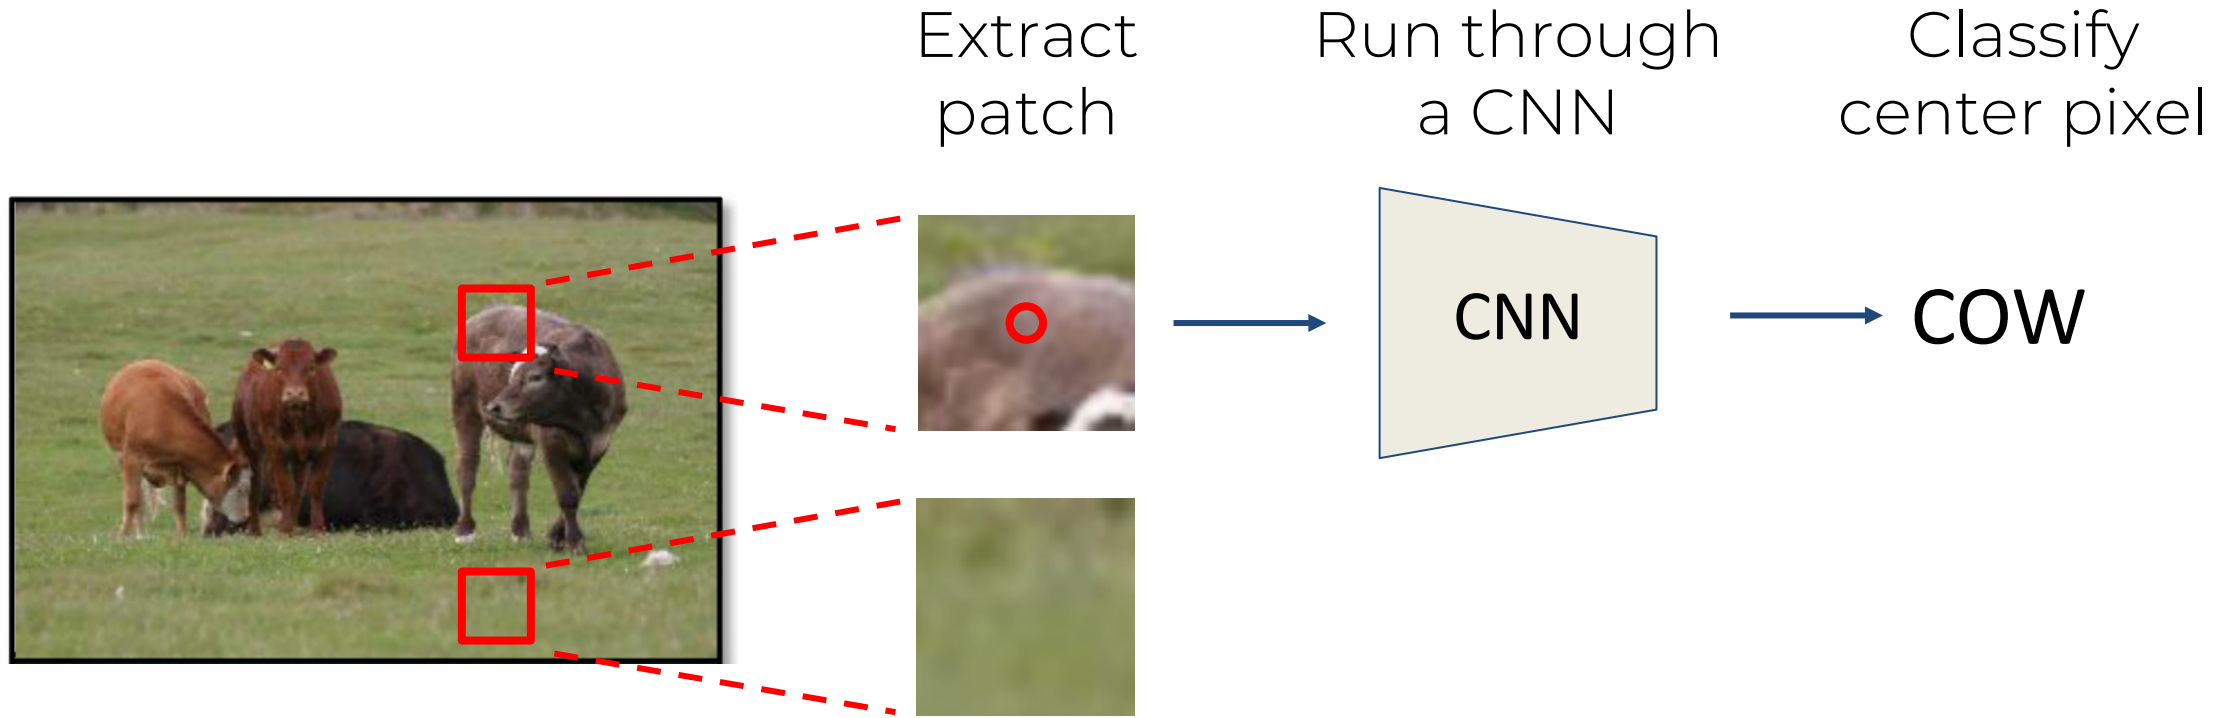 Extract
patch
Run through
a CNN
Classify
center pixel
CNN
COW